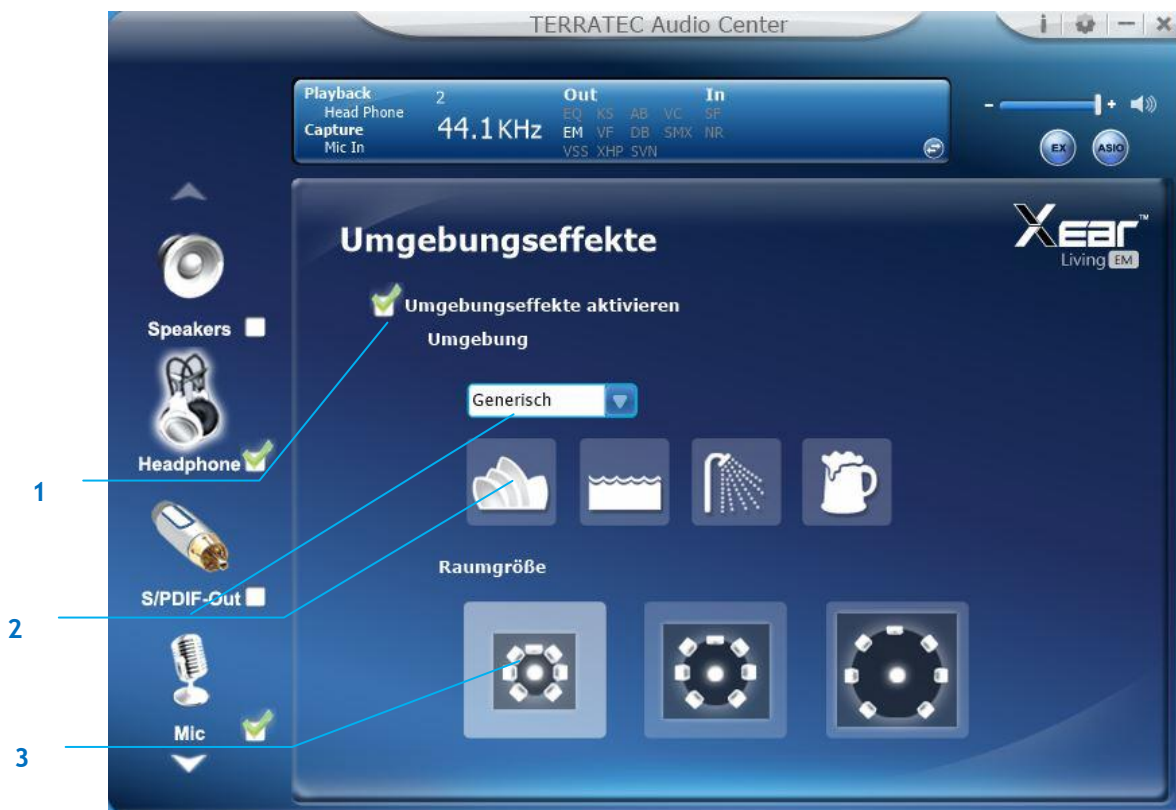 TERRATEC Audio Center
i
Playback 2 Out In
Head Phone EQ KS AB VC SF
Capture 44.1KHz EM VF DB SMX NR
Mic In VSS XHP SVN
- +
EX ASIO
Umgebungseffekte
Xear™
Living EM
Umgebungseffekte aktivieren
Umgebung
Generisch
Raumgröße
Speakers
Headphone
S/PDIF-Out
Mic
1
2
3